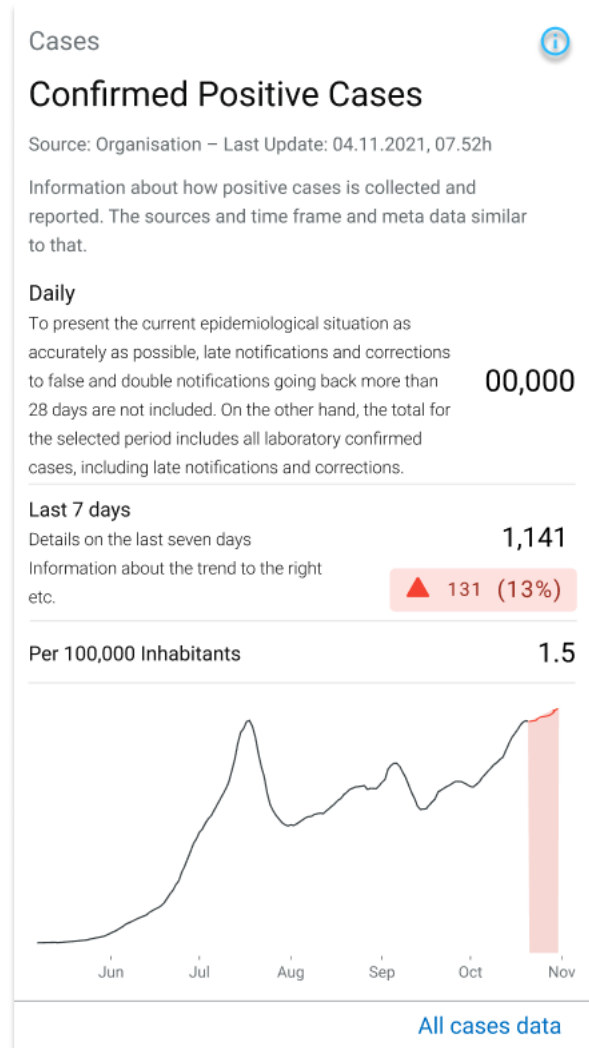 Cases
Confirmed Positive Cases
Source: Organisation – Last Update: 04.11.2021, 07.52h
Information about how positive cases is collected and
reported. The sources and time frame and meta data similar
to that.
Daily
To present the current epidemiological situation as
accurately as possible, late notifications and corrections
to false and double notifications going back more than
28 days are not included. On the other hand, the total for
the selected period includes all laboratory confirmed
cases, including late notifications and corrections.
00,000
Last 7 days
Details on the last seven days
Information about the trend to the right
etc.
1,141
131 (13%)
Per 100,000 Inhabitants
1.5
Jun Jul Aug Sep Oct Nov
All cases data